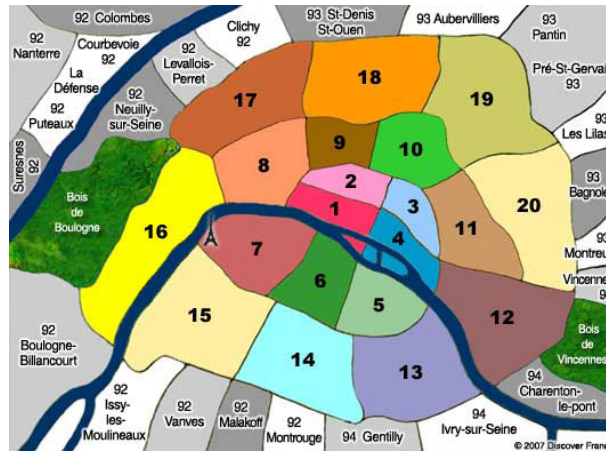 92 Colombes
92
Nanterre
Courbevoie
92
Clichy
92
93 St-Denis
St-Ouen
93 Aubervilliers
93
Pantin
92
Levallois-
Perret
La
Défense
92
Puteaux
92
Neuilly-
sur-Seine
Pré-St-Gervais
93
93
Les Lilas
Suresnes
92
93
Bagnole
93
Montreu
Vincenne
94
17
18
19
9
10
8
2
3
1
20
11
16
4
7
6
5
12
15
14
13
Bois
de
Boulogne
Bois
de
Vincennes
92
Boulogne-
Billancourt
92
Issy-
les-
Moulineaux
92
Vanves
92
Malakoff
92
Montrouge
94 Gentilly
94
Ivry-sur-Seine
94
Charenton-
le-pont
© 2007 Discover Franc